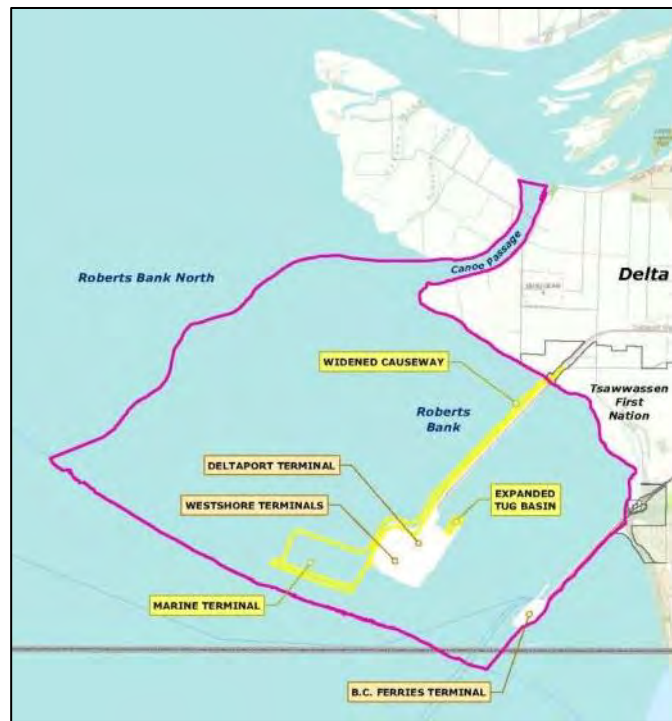 Canoe Passage
Roberts Bank North
Delta
WIDENED CAUSEWAY
Tsawwassen
First
Nation
Roberts
Bank
DELTAPORT TERMINAL
WESTSHORE TERMINALS
EXPANDED
TUG BASIN
MARINE TERMINAL
B.C. FERRIES TERMINAL